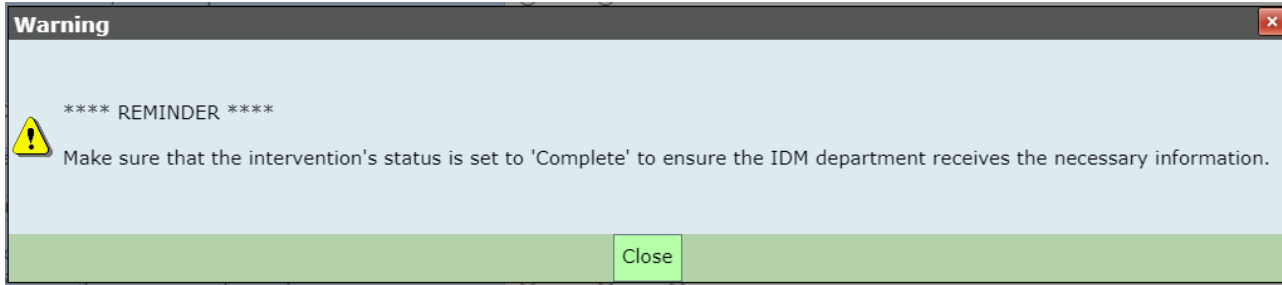 Warning
**** REMINDER ****
Make sure that the intervention's status is set to 'Complete' to ensure the IDM department receives the necessary information.
Close